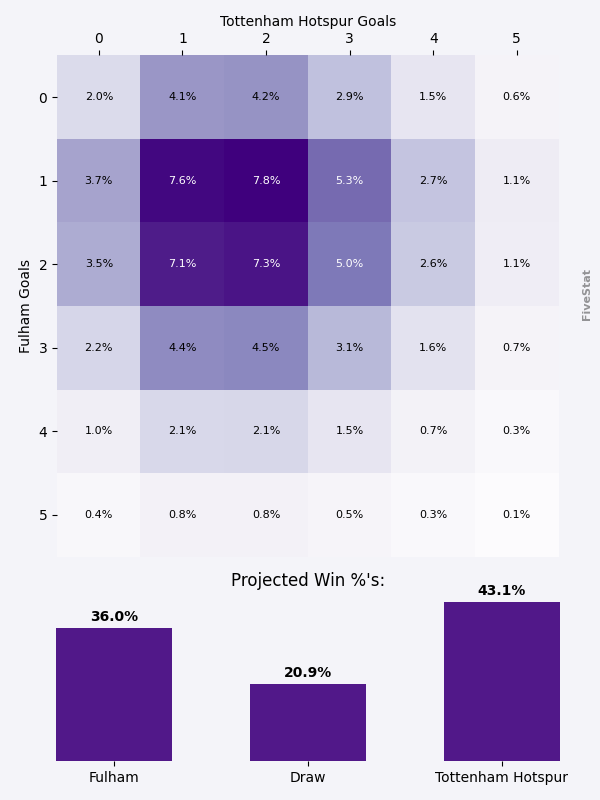 Tottenham Hotspur Goals
0 1 2 3 4 5
0 2.0% 4.1% 4.2% 2.9% 1.5% 0.6%
1 3.7% 7.6% 7.8% 5.3% 2.7% 1.1%
2 3.5% 7.1% 7.3% 5.0% 2.6% 1.1%
3 2.2% 4.4% 4.5% 3.1% 1.6% 0.7%
4 1.0% 2.1% 2.1% 1.5% 0.7% 0.3%
5 0.4% 0.8% 0.8% 0.5% 0.3% 0.1%
Fulham Goals
FiveStat
Projected Win %'s:
36.0% 20.9% 43.1%
Fulham Draw Tottenham Hotspur